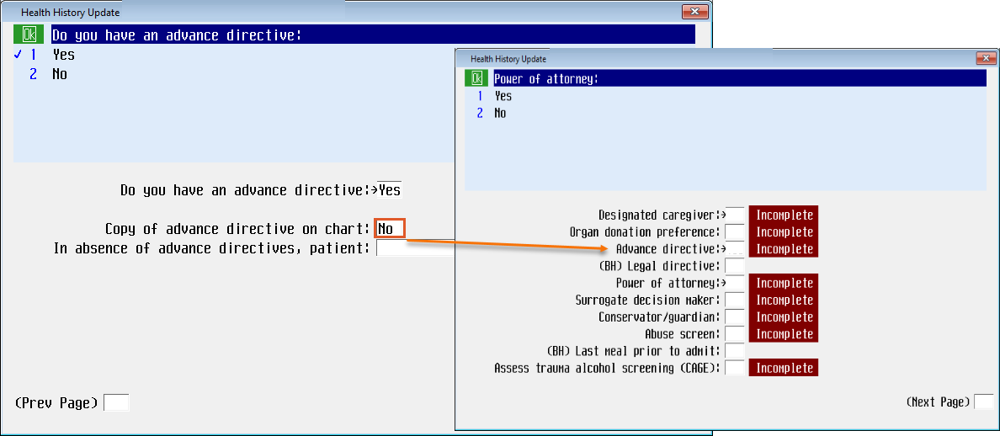 Health History Update
Ok Do you have an advance directive:
✓ 1 Yes
2 No
Do you have an advance directive:→Yes
Copy of advance directive on chart: No
In absence of advance directives, patient:
(Prev Page)
Health History Update
Ok Power of attorney:
1 Yes
2 No
Designated caregiver:→ Incomplete
Organ donation preference: Incomplete
Advance directive:→ Incomplete
(BH) Legal directive:
Power of attorney:→ Incomplete
Surrogate decision maker: Incomplete
Conservator/guardian: Incomplete
Abuse screen: Incomplete
(BH) Last meal prior to admit:
Assess trauma alcohol screening (CAGE): Incomplete
(Next Page)